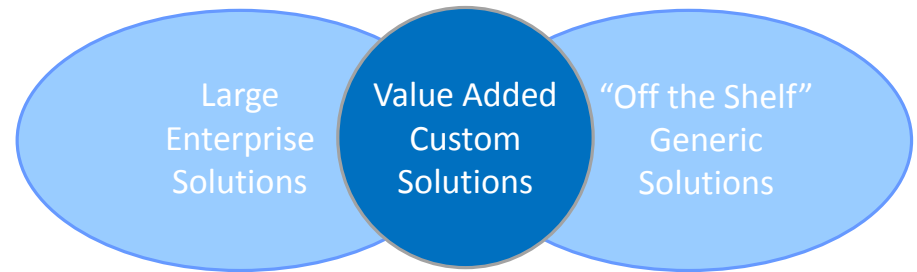 Large
Enterprise
Solutions
Value Added
Custom
Solutions
“Off the Shelf”
Generic
Solutions